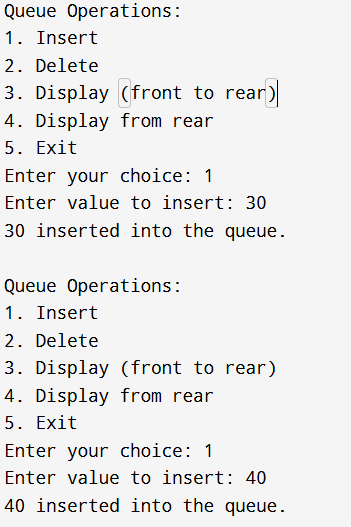 Queue Operations:
1. Insert
2. Delete
3. Display (front to rear)
4. Display from rear
5. Exit
Enter your choice: 1
Enter value to insert: 30
30 inserted into the queue.

Queue Operations:
1. Insert
2. Delete
3. Display (front to rear)
4. Display from rear
5. Exit
Enter your choice: 1
Enter value to insert: 40
40 inserted into the queue.